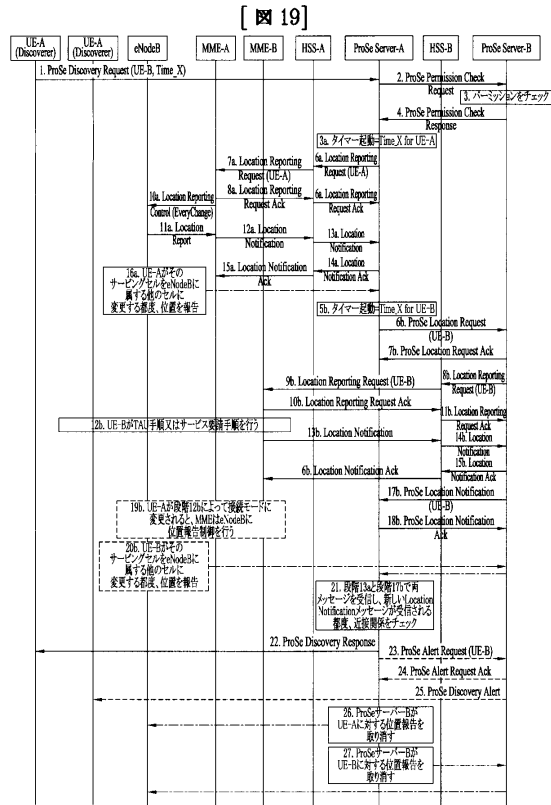 [図 19]
UE-A
(Discoverer)
UE-A
(Discoveree)
eNodeB
MME-A
MME-B
HSS-A
ProSe Server-A
HSS-B
ProSe Server-B
1. ProSe Discovery Request (UE-B, Time_X)
2. ProSe Permission Check
Request
3. パーミッションをチェック
4. ProSe Permission Check
Response
3a. タイマー起動=Time_X for UE-A
7a. Location Reporting
Request (UE-A)
6a. Location Reporting
Request (UE-A)
10a. Location Reporting
Control (EveryChange)
8a. Location Reporting
Request Ack
6a. Location Reporting
Request Ack
11a. Location
Report
12a. Location
Notification
13a. Location
Notification
14a. Location
Notification Ack
15a. Location Notification
Ack
16a. UE-Aがその
サービングセルをeNodeBに
属する他のセルに
変更する都度、位置を報告
5b. タイマー起動=Time_X for UE-B
6b. ProSe Location Request
(UE-B)
7b. ProSe Location Request Ack
8b. Location Reporting
Request (UE-B)
9b. Location Reporting Request (UE-B)
10b. Location Reporting Request Ack
11b. Location Reporting
Request Ack
12b. UE-BがTAU手順又はサービス要請手順を行う
13b. Location Notification
14b. Location
Notification
15b. Location
Notification Ack
6b. Location Notification Ack
17b. ProSe Location Notification
(UE-B)
18b. ProSe Location Notification
Ack
19b. UE-Aが段階12bによって接続モードに
変更されると、MMEはeNodeBに
位置報告制御を行う
20b. UE-Bがその
サービングセルをeNodeBに
属する他のセルに
変更する都度、位置を報告
21. 段階13aと段階17bで両
メッセージを受信し、新しいLocation
Notificationメッセージが受信される
都度、近接関係をチェック
22. ProSe Discovery Response
23. ProSe Alert Request (UE-B)
24. ProSe Alert Request Ack
25. ProSe Discovery Alert
26. ProSeサーバーBが
UE-Aに対する位置報告を
取り消す
27. ProSeサーバーBが
UE-Bに対する位置報告を
取り消す